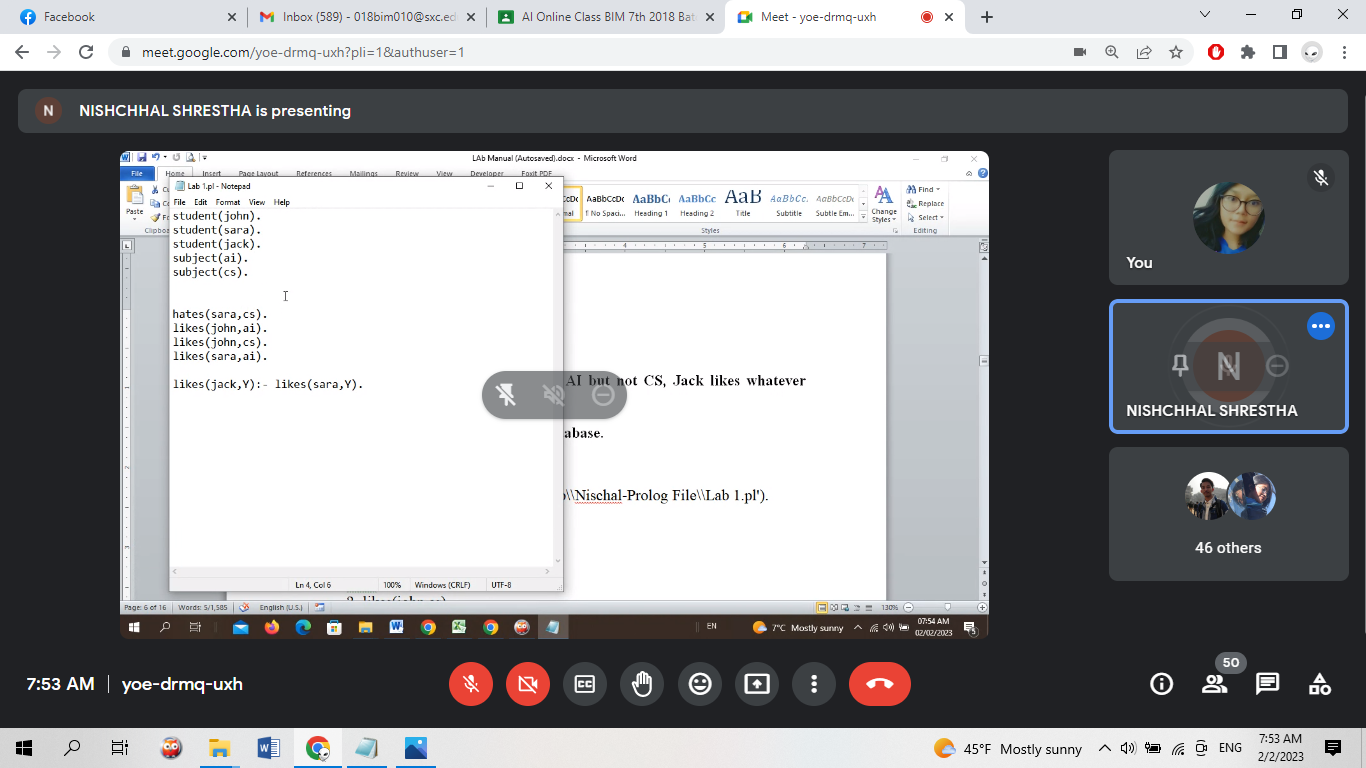 Facebook
Inbox (589) - 018bim010@sxc.ed
AI Online Class BIM 7th 2018 Bat
Meet - yoe-drmq-uxh
meet.google.com/yoe-drmq-uxh?pli=1&authuser=1
N
NISHCHHAL SHRESTHA is presenting
LAb Manual (Autosaved).docx - Microsoft Word
File Home Insert Page Layout References Mailings Review View Developer Foxit PDF
Lab 1.pl - Notepad
File Edit Format View Help
Paste
AaBbCcDc AaBbC AaBbCc AaB AaBbCc. AaBbCcDc
¶ No Spaci... Heading 1 Heading 2 Title Subtitle Subtle Em...
Change Styles
Find
Replace
Select
Styles
Editing
student(john).
student(sara).
student(jack).
subject(ai).
subject(cs).
hates(sara,cs).
likes(john,ai).
likes(john,cs).
likes(sara,ai).
likes(jack,Y):- likes(sara,Y).
AI but not CS, Jack likes whatever
abase.
\\Nischal-Prolog File\\Lab 1.pl').
Ln 4, Col 6 100% Windows (CRLF) UTF-8
Page: 6 of 16 Words: 5/1,585 English (U.S.) 130%
EN
7°C Mostly sunny
07:54 AM
02/02/2023
5
You
N
NISHCHHAL SHRESTHA
46 others
7:53 AM | yoe-drmq-uxh
50
45°F Mostly sunny
ENG
7:53 AM
2/2/2023